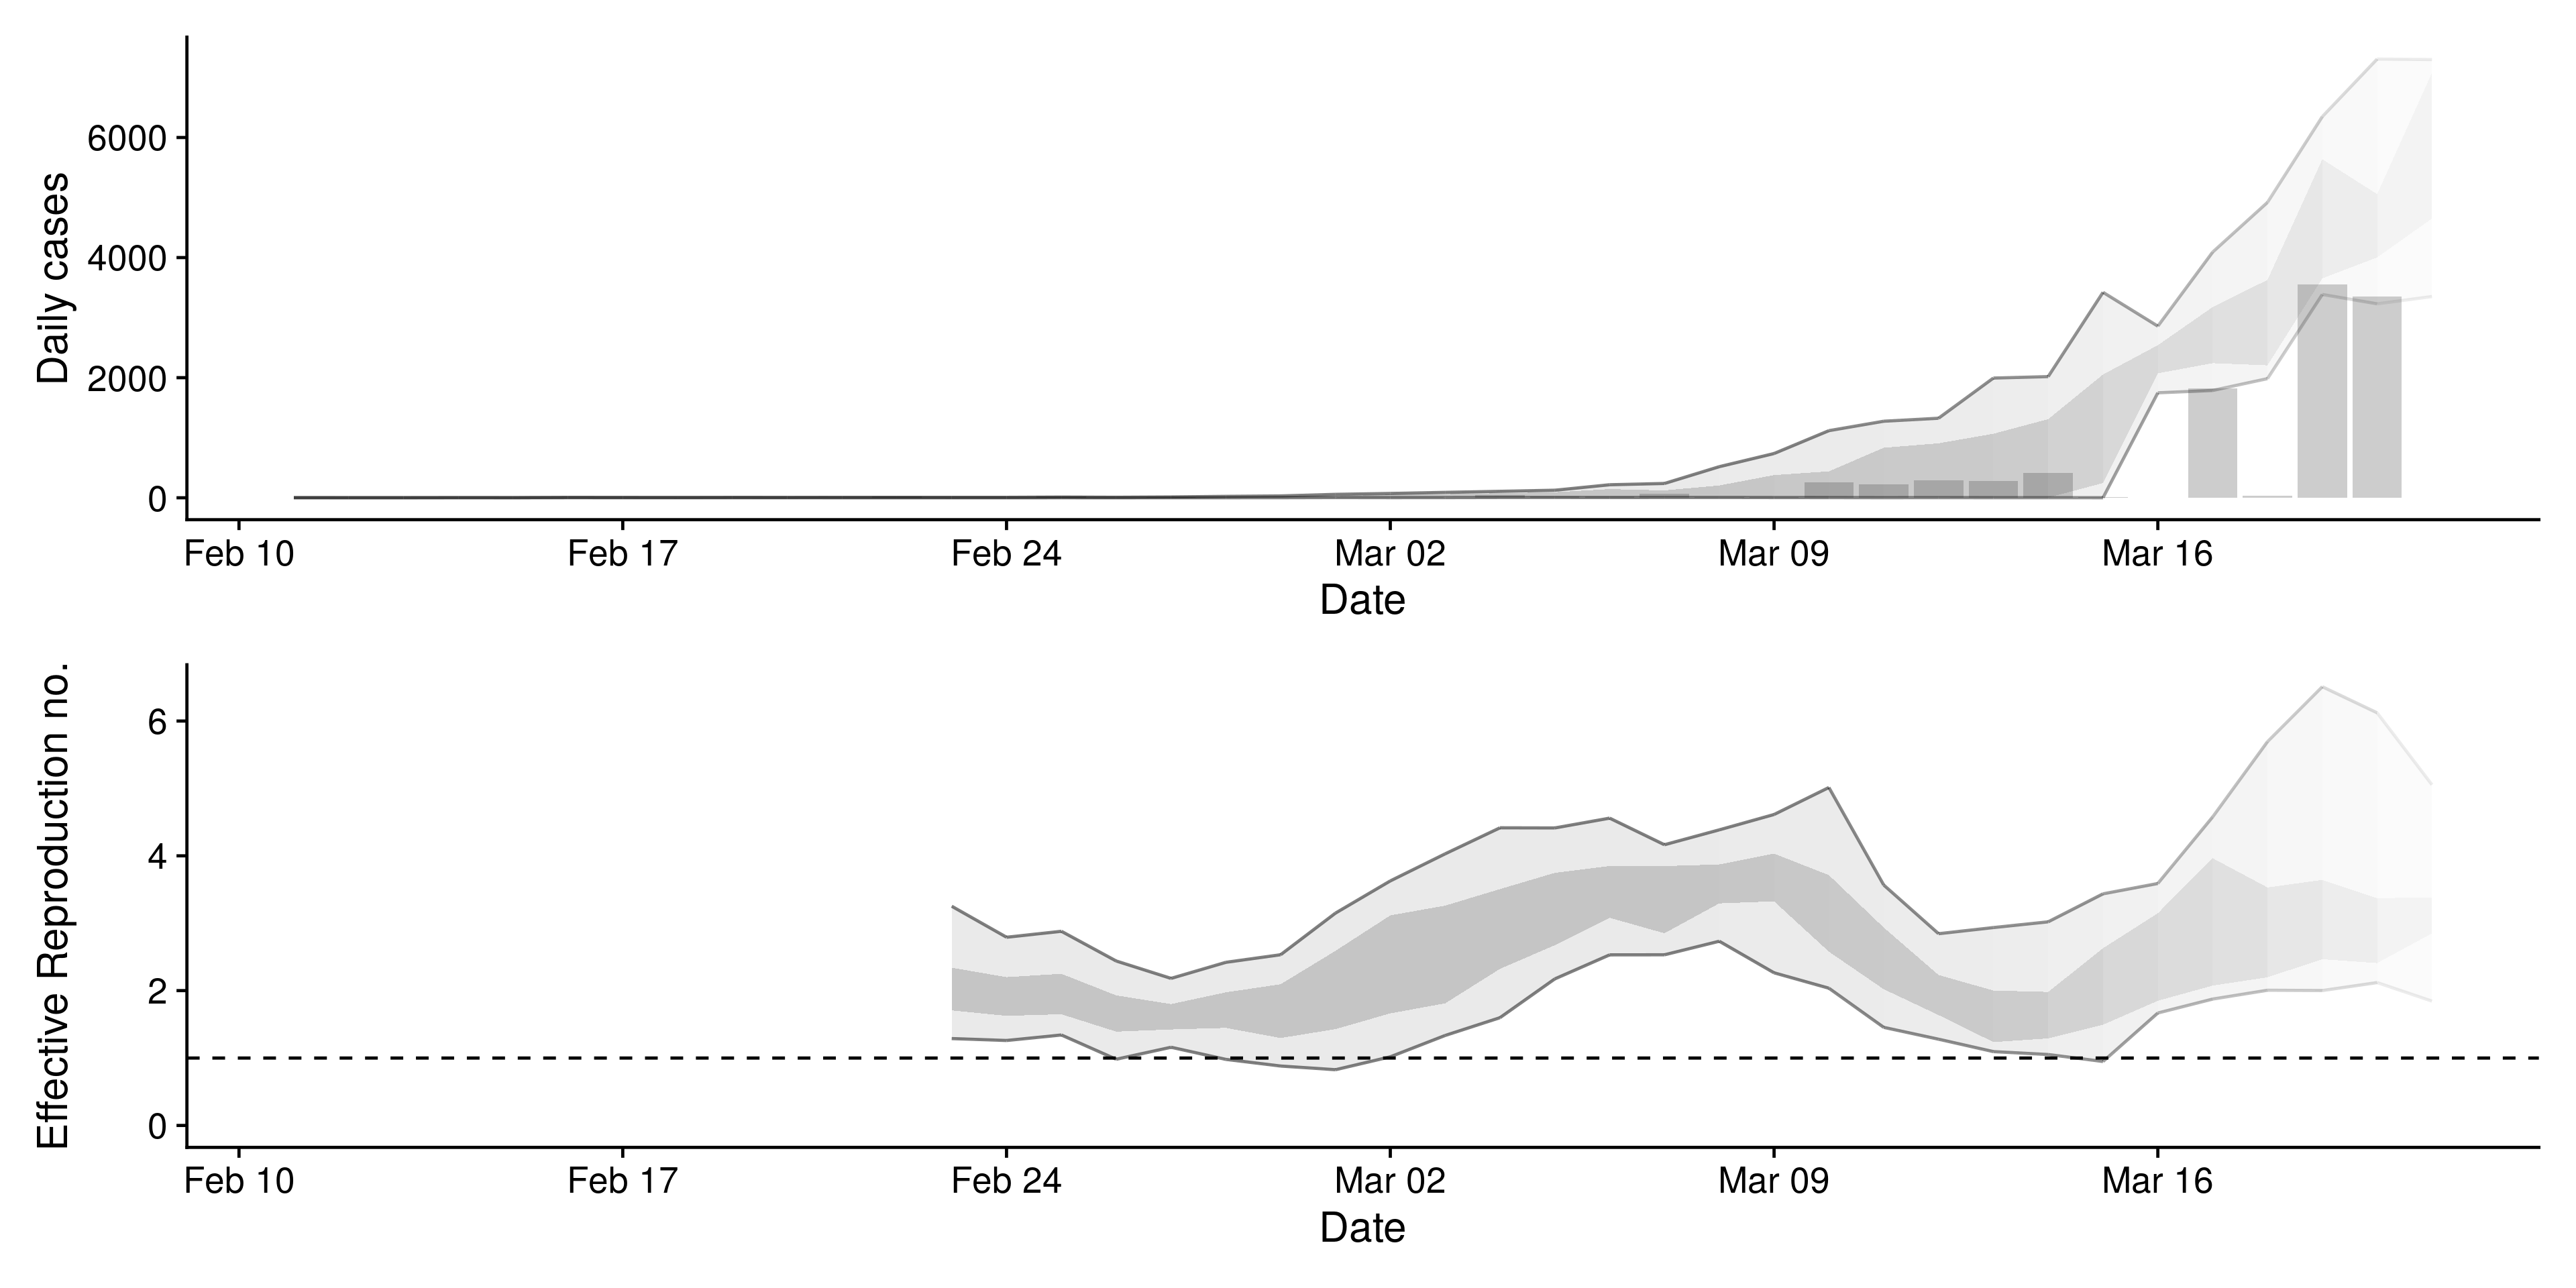 Daily cases
6000
4000
2000
0
Feb 10 Feb 17 Feb 24 Mar 02 Mar 09 Mar 16
Date
Effective Reproduction no.
6
4
2
0
Feb 10 Feb 17 Feb 24 Mar 02 Mar 09 Mar 16
Date